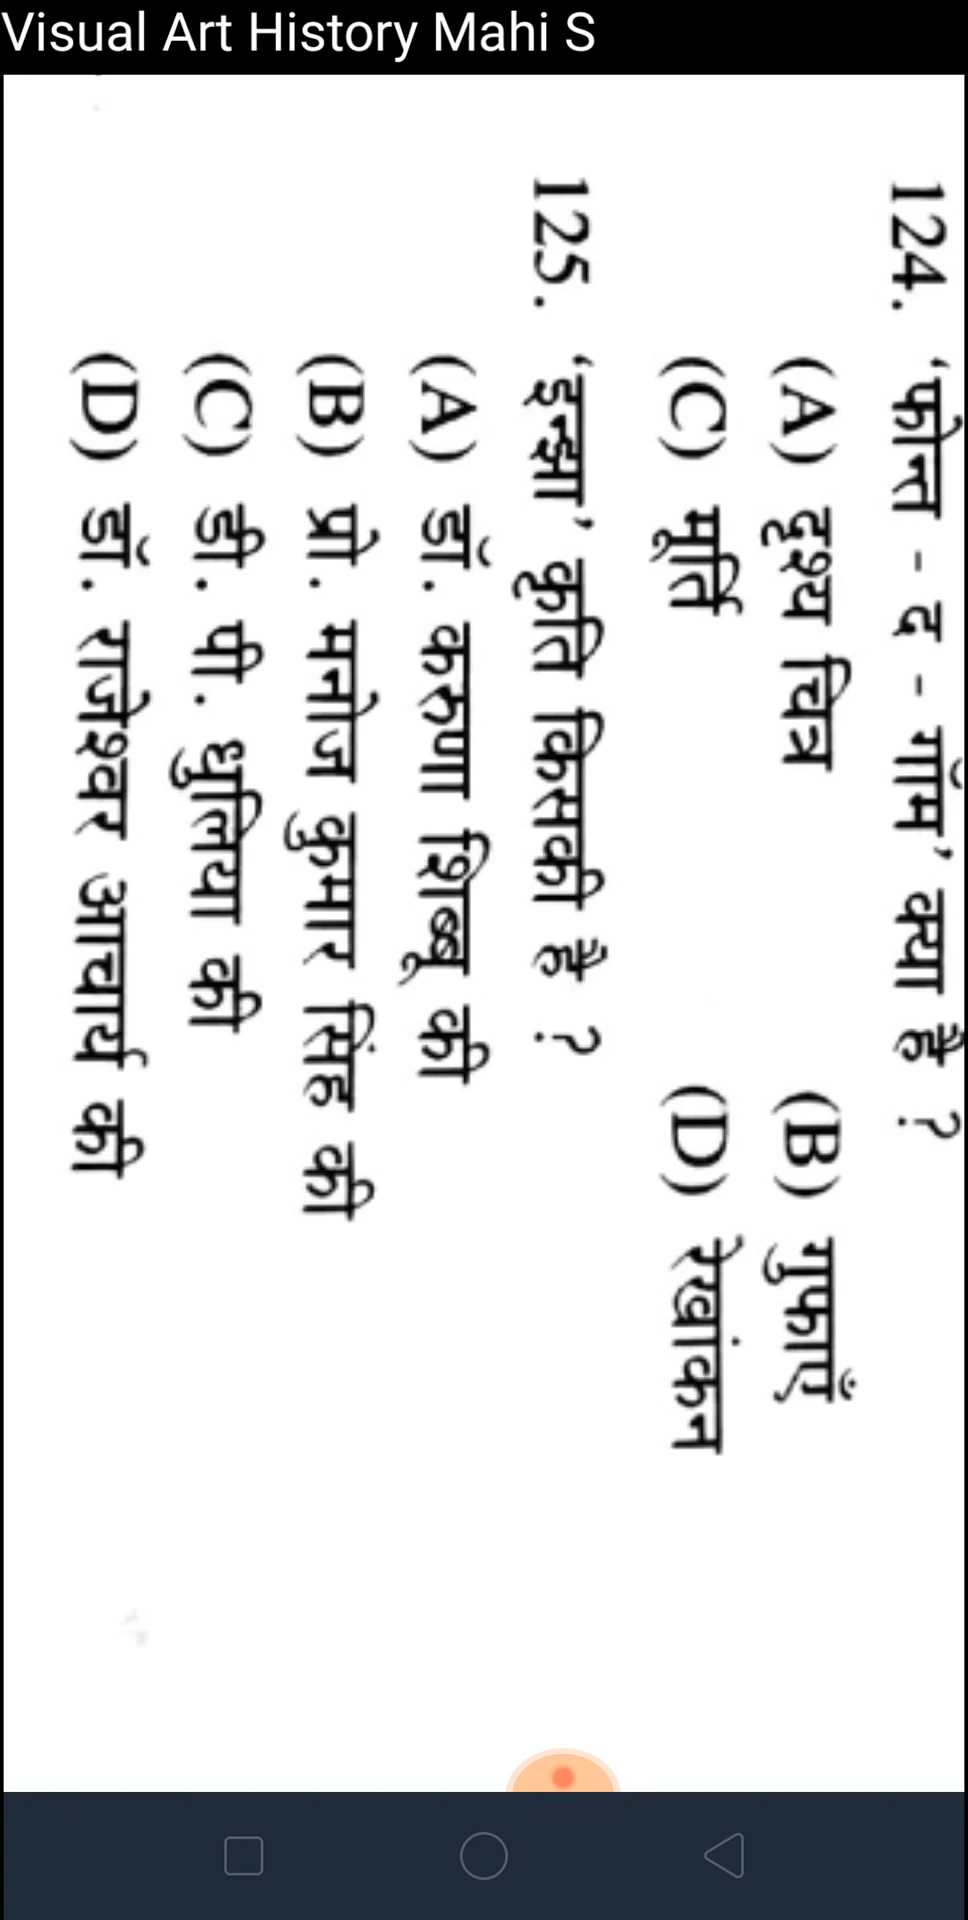 Visual Art History Mahi S
124. ‘फोन्त - द - गॉम’ क्या है ?
(A) दृश्य चित्र (B) गुफाएँ
(C) मूर्ति (D) रेखांकन
125. ‘इन्झा’ कृति किसकी है ?
(A) डॉ. करुणा शिब्बू की
(B) प्रो. मनोज कुमार सिंह की
(C) डी. पी. धुलिया की
(D) डॉ. राजेश्वर आचार्य की